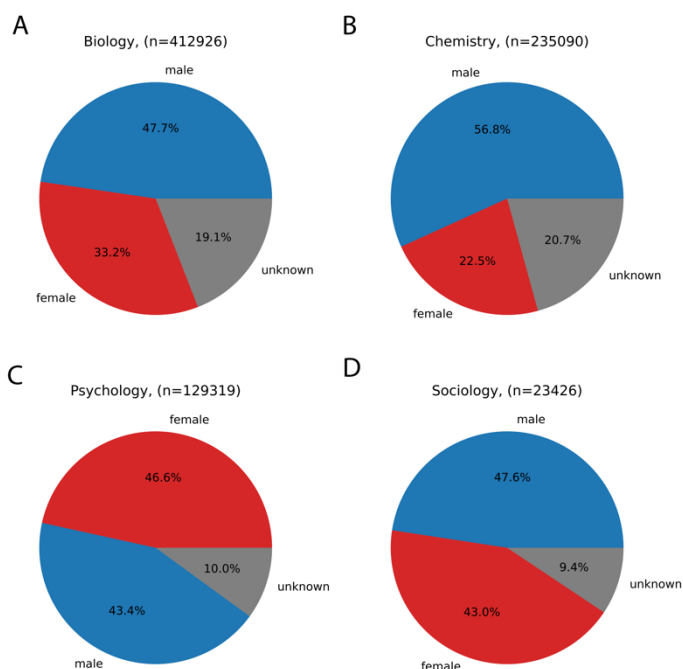 A
Biology, (n=412926)
male
47.7%
33.2%
19.1%
female
unknown
B
Chemistry, (n=235090)
male
56.8%
22.5%
20.7%
female
unknown
C
Psychology, (n=129319)
female
46.6%
10.0%
unknown
43.4%
male
D
Sociology, (n=23426)
male
47.6%
9.4%
unknown
43.0%
female